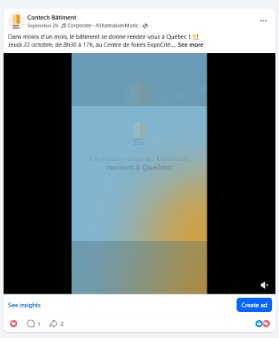 Contech Bâtiment
September 26 · Corporate - AShamaluevMusic ·
Dans moins d'un mois, le bâtiment se donne rendez-vous à Québec !
Jeudi 22 octobre, de 8h30 à 17h, au Centre de foires ExpoCité,... See more
Le rendez-vous du bâtiment
revient à Québec
See insights
Create ad
1
2